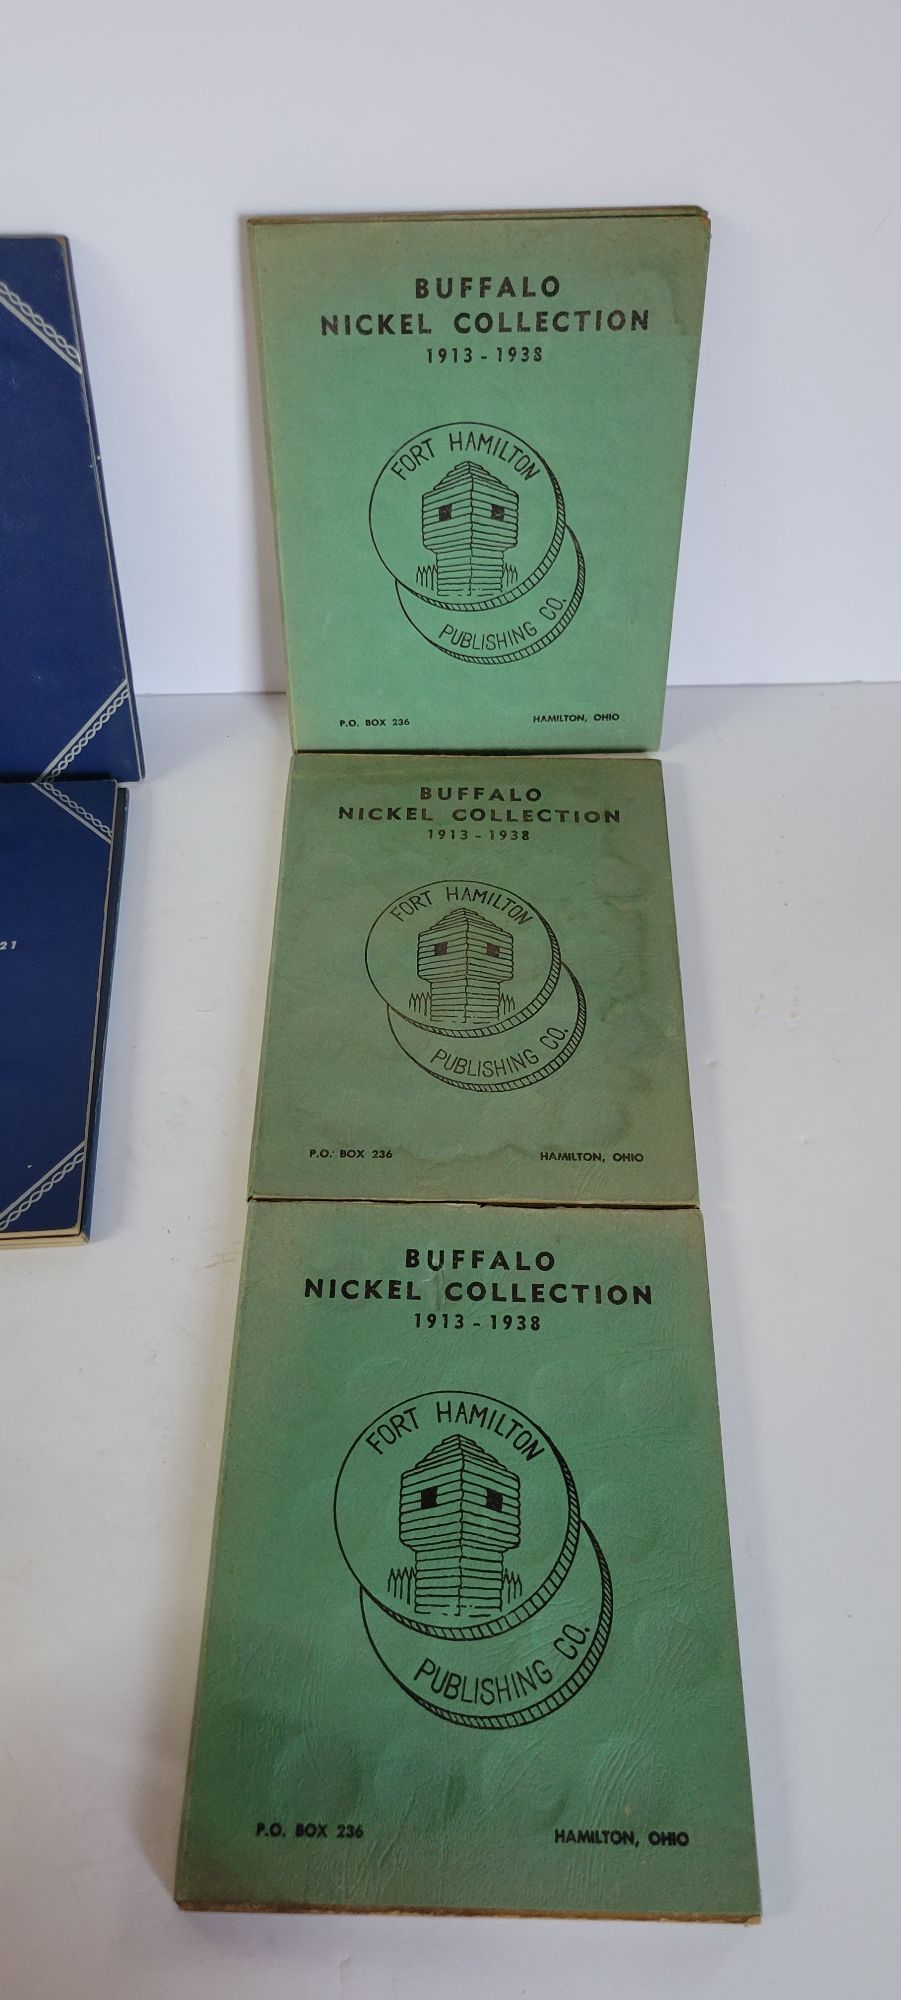 BUFFALO
NICKEL COLLECTION
1913 - 1938
FORT HAMILTON
PUBLISHING CO.
P.O. BOX 236
HAMILTON, OHIO
BUFFALO
NICKEL COLLECTION
1913 - 1938
FORT HAMILTON
PUBLISHING CO.
P.O. BOX 236
HAMILTON, OHIO
21
BUFFALO
NICKEL COLLECTION
1913 - 1938
FORT HAMILTON
PUBLISHING CO.
P.O. BOX 236
HAMILTON, OHIO